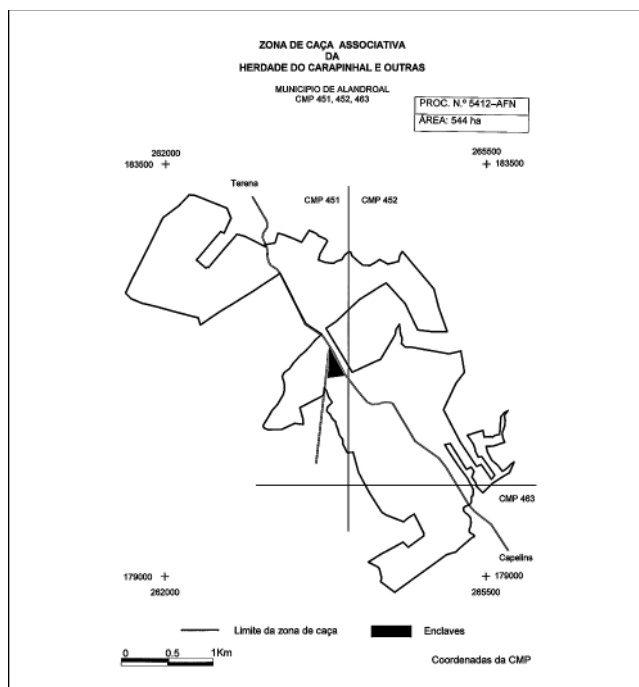 ZONA DE CAÇA ASSOCIATIVA
DA
HERDADE DO CARAPINHAL E OUTRAS
MUNICIPIO DE ALANDROAL
CMP 451, 452, 463
PROC. N.º 5412–AFN
ÁREA: 544 ha
262000
183500
265500
183500
Terena
CMP 451
CMP 452
CMP 463
Capelins
179000
262000
179000
265500
Limite da zona de caça
Enclaves
0 0.5 1Km
Coordenadas da CMP